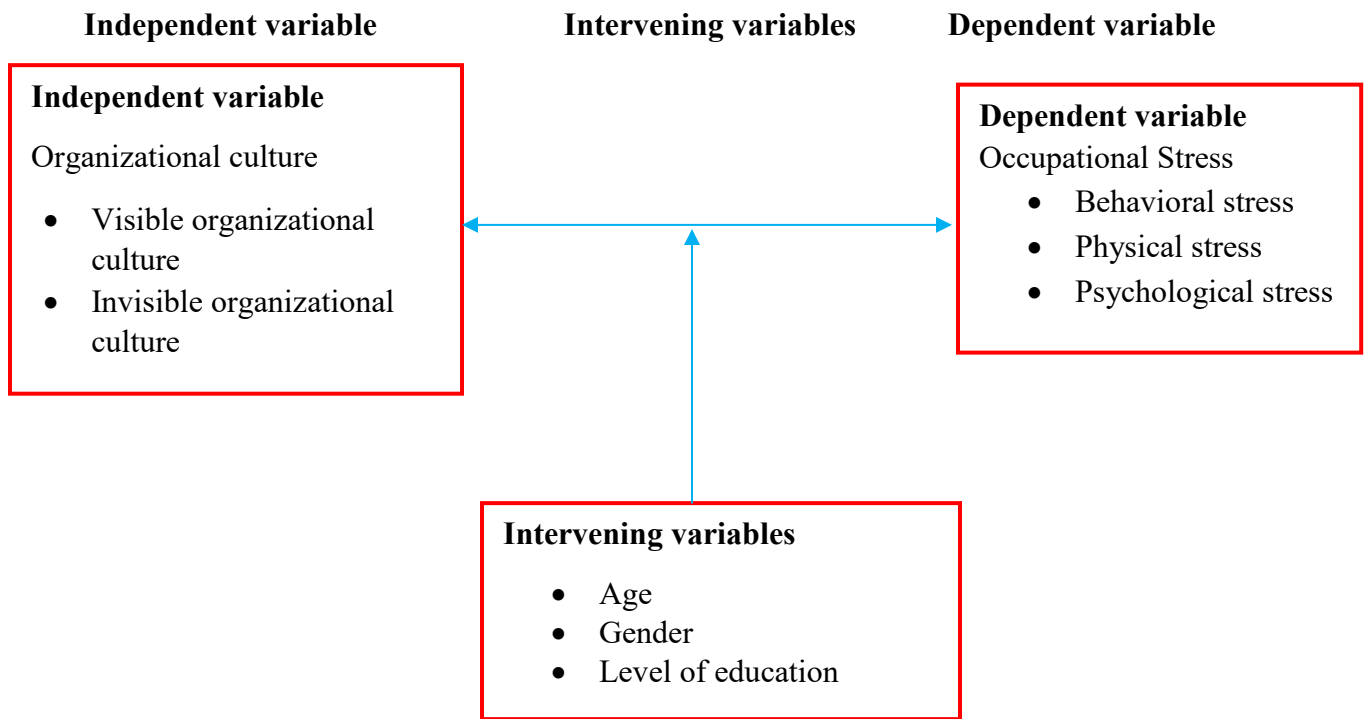 Independent variable Intervening variables Dependent variable
Independent variable
Organizational culture
• Visible organizational
culture
• Invisible organizational
culture
Dependent variable
Occupational Stress
• Behavioral stress
• Physical stress
• Psychological stress
Intervening variables
• Age
• Gender
• Level of education